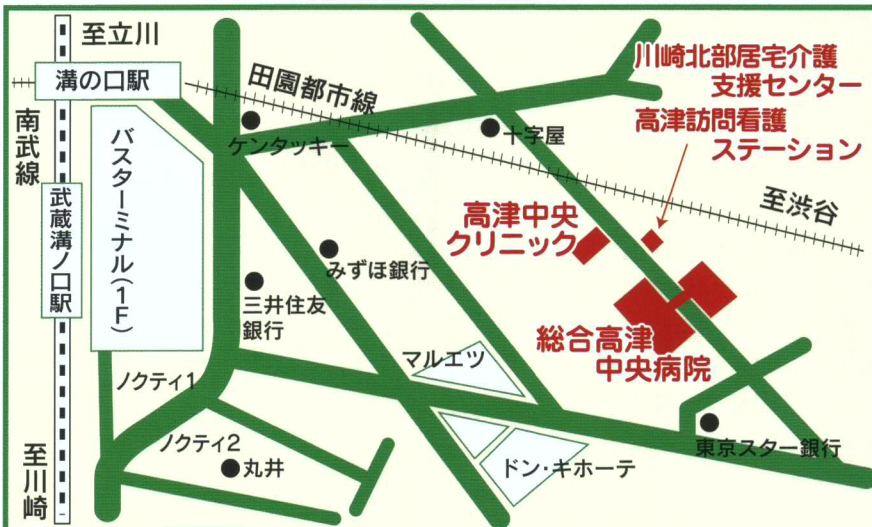 至立川
溝の口駅
南武線
武蔵溝ノ口駅
至川崎
バスターミナル(1F)
田園都市線
至渋谷
ケンタッキー
十字屋
川崎北部居宅介護
支援センター
高津訪問看護
ステーション
高津中央
クリニック
みずほ銀行
三井住友
銀行
総合高津
中央病院
マルエツ
ノクティ1
ノクティ2
丸井
ドン・キホーテ
東京スター銀行